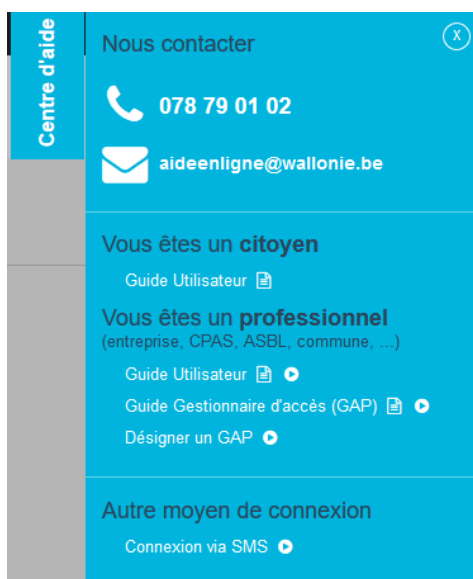 Centre d'aide
Nous contacter
X
078 79 01 02
aideenligne@wallonie.be
Vous êtes un citoyen
Guide Utilisateur
Vous êtes un professionnel
(entreprise, CPAS, ASBL, commune, ...)
Guide Utilisateur
Guide Gestionnaire d'accès (GAP)
Désigner un GAP
Autre moyen de connexion
Connexion via SMS